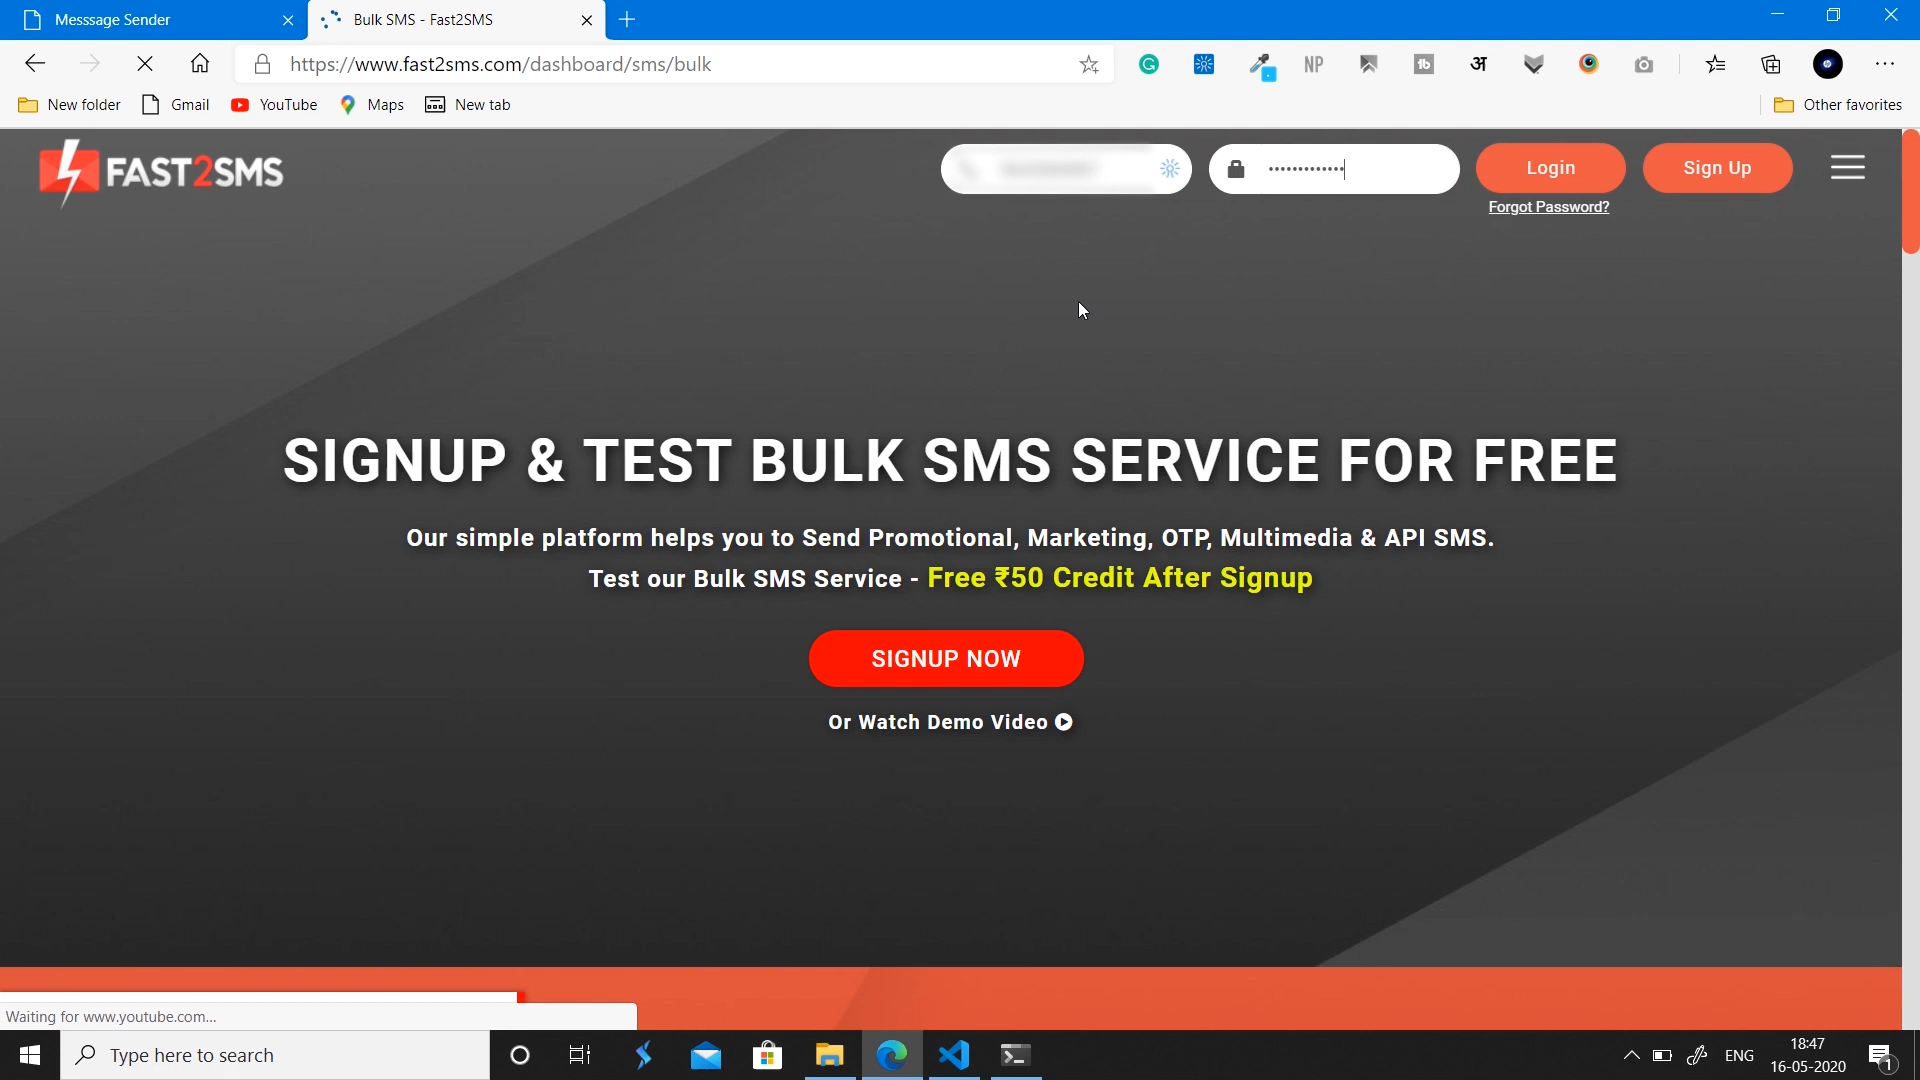 Messsage Sender
Bulk SMS - Fast2SMS
https://www.fast2sms.com/dashboard/sms/bulk
NP
अ
New folder
Gmail
YouTube
Maps
New tab
Other favorites
FAST2SMS
Login
Sign Up
Forgot Password?
SIGNUP & TEST BULK SMS SERVICE FOR FREE
Our simple platform helps you to Send Promotional, Marketing, OTP, Multimedia & API SMS.
Test our Bulk SMS Service - Free ₹50 Credit After Signup
SIGNUP NOW
Or Watch Demo Video
Waiting for www.youtube.com...
Type here to search
ENG
18:47
16-05-2020
1